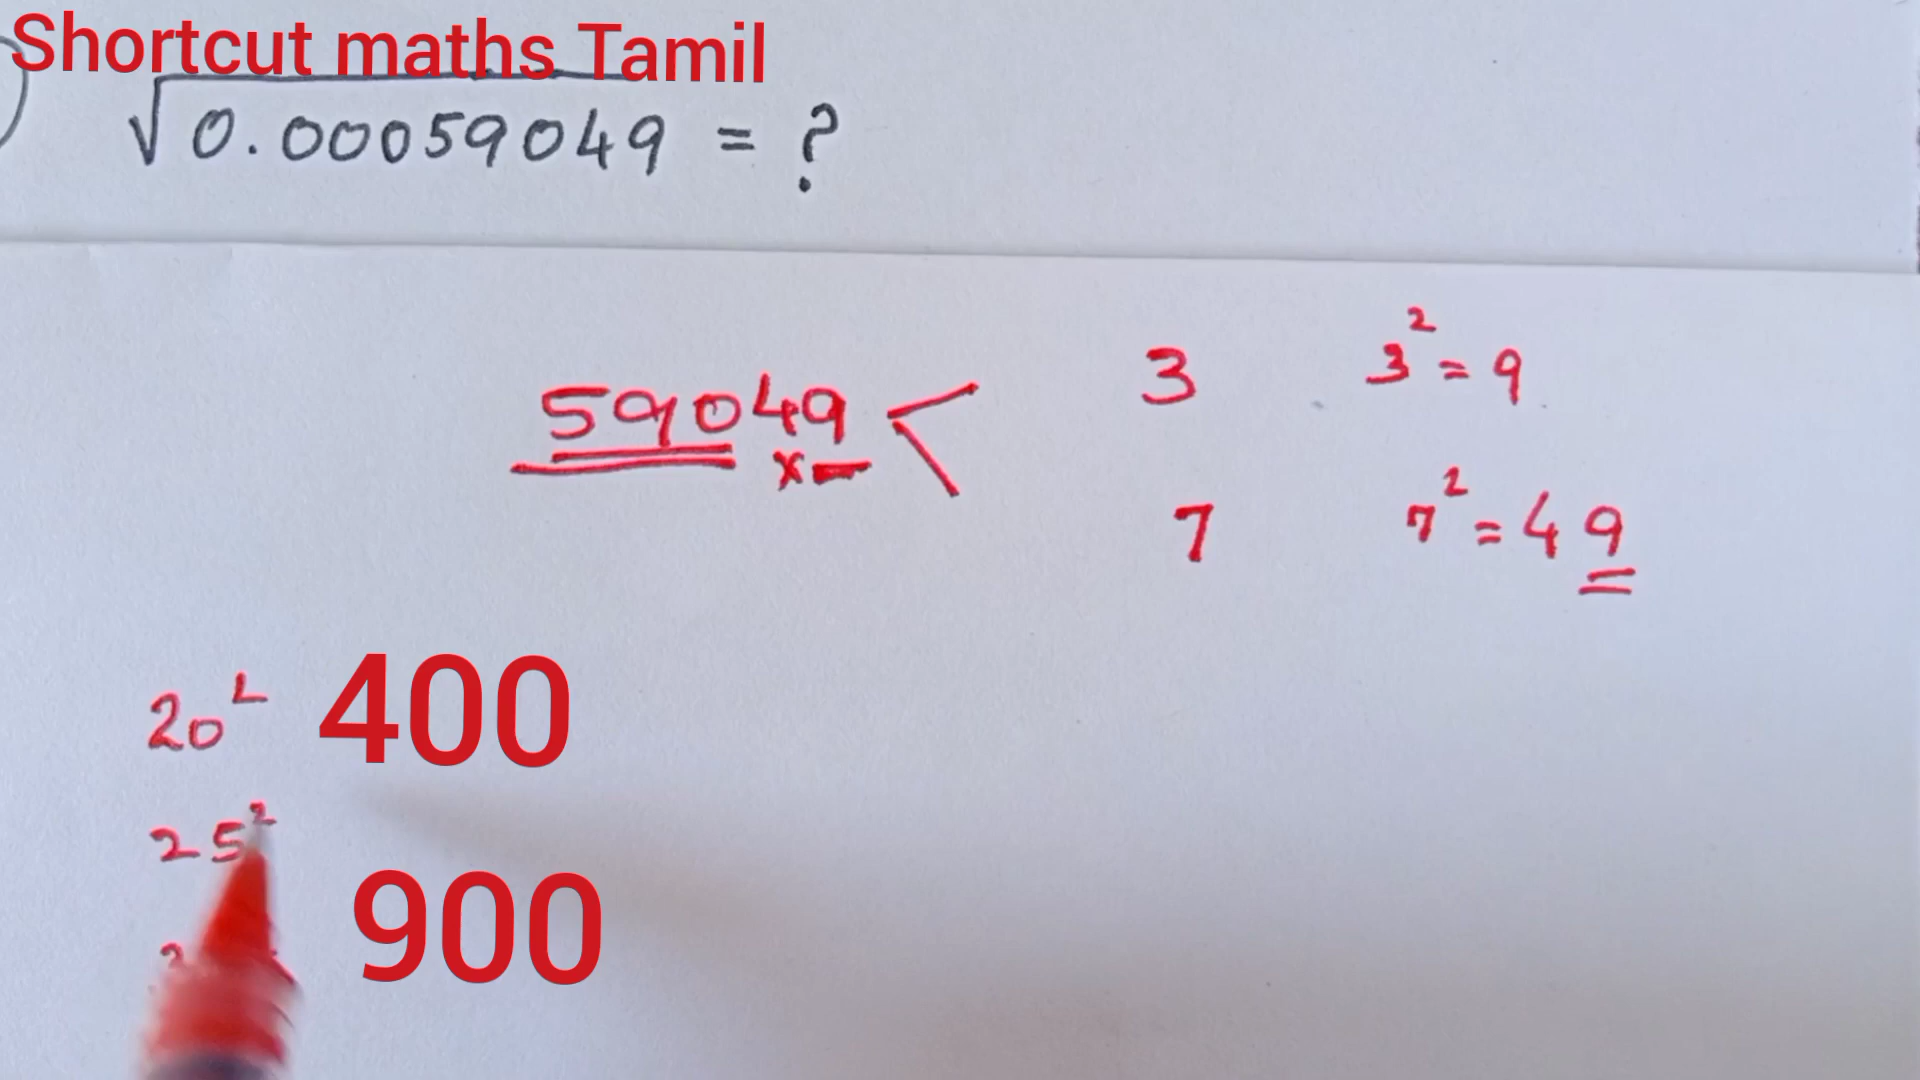 Shortcut maths Tamil
√0.00059049 = ?
59049 < 3 3² = 9
x
7 7² = 49
20² 400
25²
900